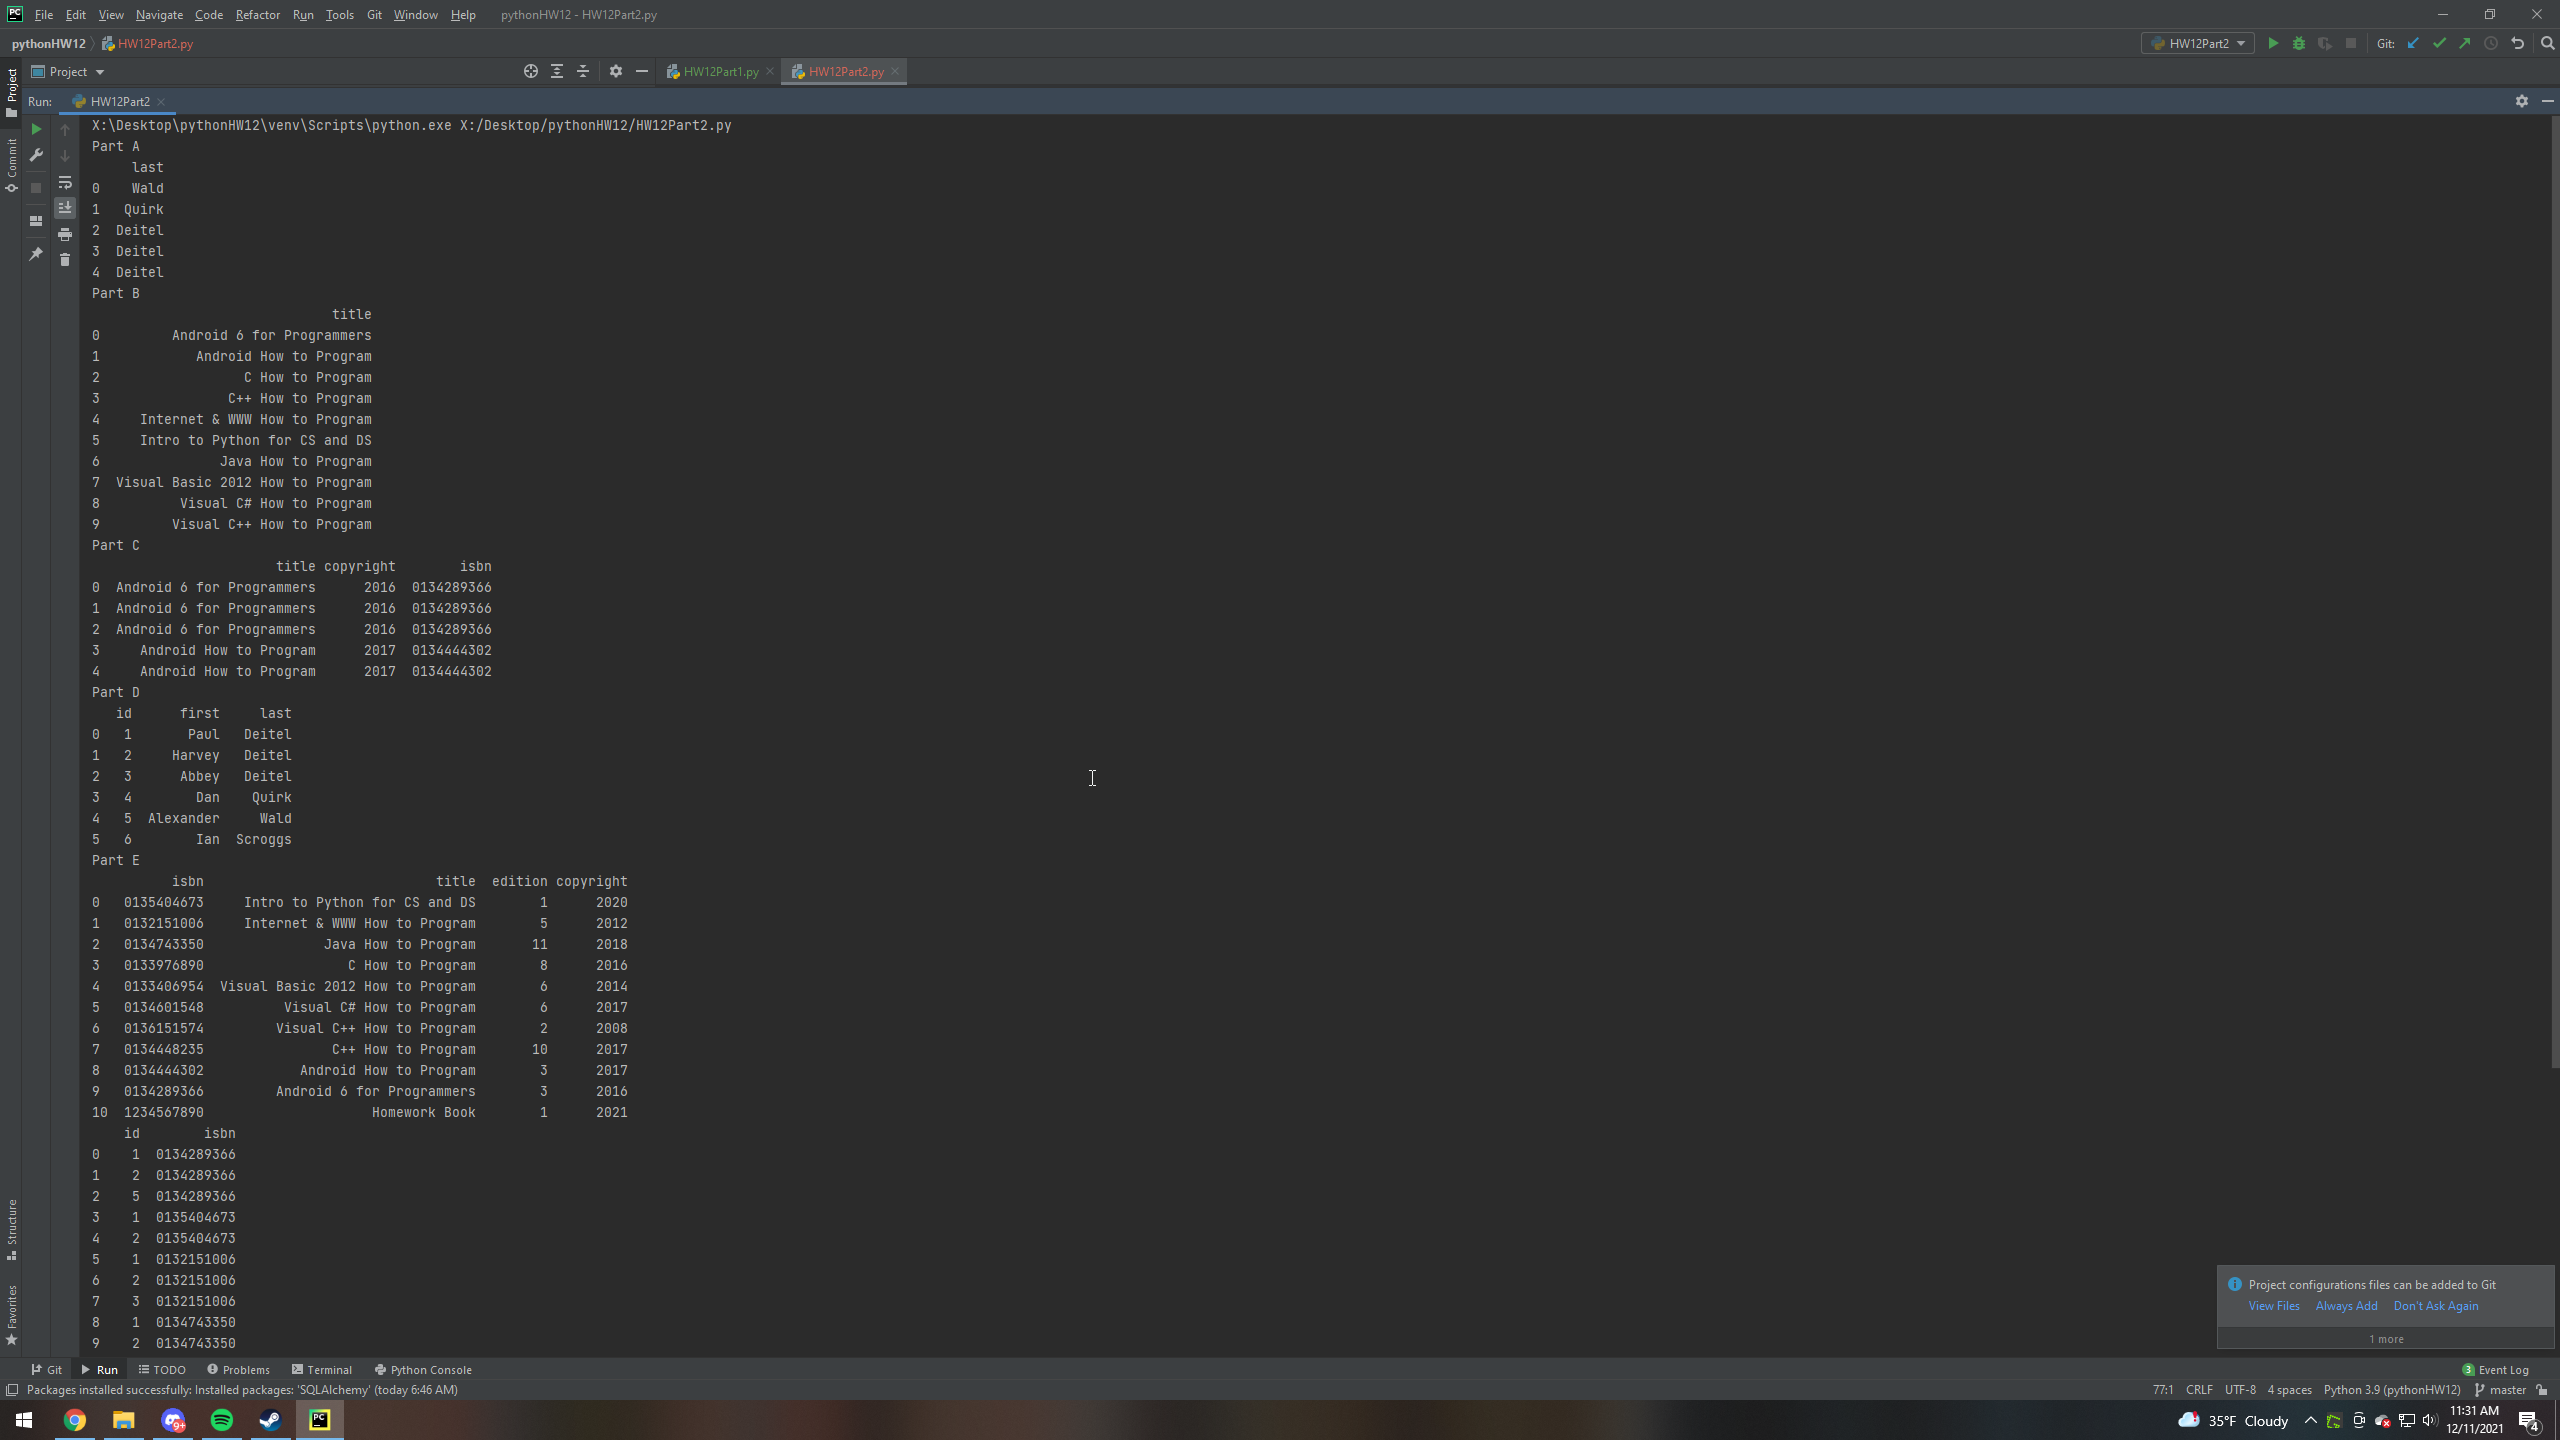 PC File Edit View Navigate Code Refactor Run Tools Git Window Help pythonHW12 - HW12Part2.py
pythonHW12 HW12Part2.py HW12Part2 Git:
Project HW12Part1.py HW12Part2.py
Run: HW12Part2
Project
Commit
Structure
Favorites
X:\Desktop\pythonHW12\venv\Scripts\python.exe X:/Desktop/pythonHW12/HW12Part2.py
Part A
last
0 Wald
1 Quirk
2 Deitel
3 Deitel
4 Deitel
Part B
title
0 Android 6 for Programmers
1 Android How to Program
2 C How to Program
3 C++ How to Program
4 Internet & WWW How to Program
5 Intro to Python for CS and DS
6 Java How to Program
7 Visual Basic 2012 How to Program
8 Visual C# How to Program
9 Visual C++ How to Program
Part C
title copyright isbn
0 Android 6 for Programmers 2016 0134289366
1 Android 6 for Programmers 2016 0134289366
2 Android 6 for Programmers 2016 0134289366
3 Android How to Program 2017 0134444302
4 Android How to Program 2017 0134444302
Part D
id first last
0 1 Paul Deitel
1 2 Harvey Deitel
2 3 Abbey Deitel
3 4 Dan Quirk
4 5 Alexander Wald
5 6 Ian Scroggs
Part E
isbn title edition copyright
0 0135404673 Intro to Python for CS and DS 1 2020
1 0132151006 Internet & WWW How to Program 5 2012
2 0134743350 Java How to Program 11 2018
3 0133976890 C How to Program 8 2016
4 0133406954 Visual Basic 2012 How to Program 6 2014
5 0134601548 Visual C# How to Program 6 2017
6 0136151574 Visual C++ How to Program 2 2008
7 0134448235 C++ How to Program 10 2017
8 0134444302 Android How to Program 3 2017
9 0134289366 Android 6 for Programmers 3 2016
10 1234567890 Homework Book 1 2021
id isbn
0 1 0134289366
1 2 0134289366
2 5 0134289366
3 1 0135404673
4 2 0135404673
5 1 0132151006
6 2 0132151006
7 3 0132151006
8 1 0134743350
9 2 0134743350
Project configurations files can be added to Git
View Files Always Add Don't Ask Again
1 more
Git Run TODO Problems Terminal Python Console 3 Event Log
Packages installed successfully: Installed packages: 'SQLAlchemy' (today 6:46 AM) 77:1 CRLF UTF-8 4 spaces Python 3.9 (pythonHW12) master
9+ PC 35°F Cloudy 11:31 AM
12/11/2021 4